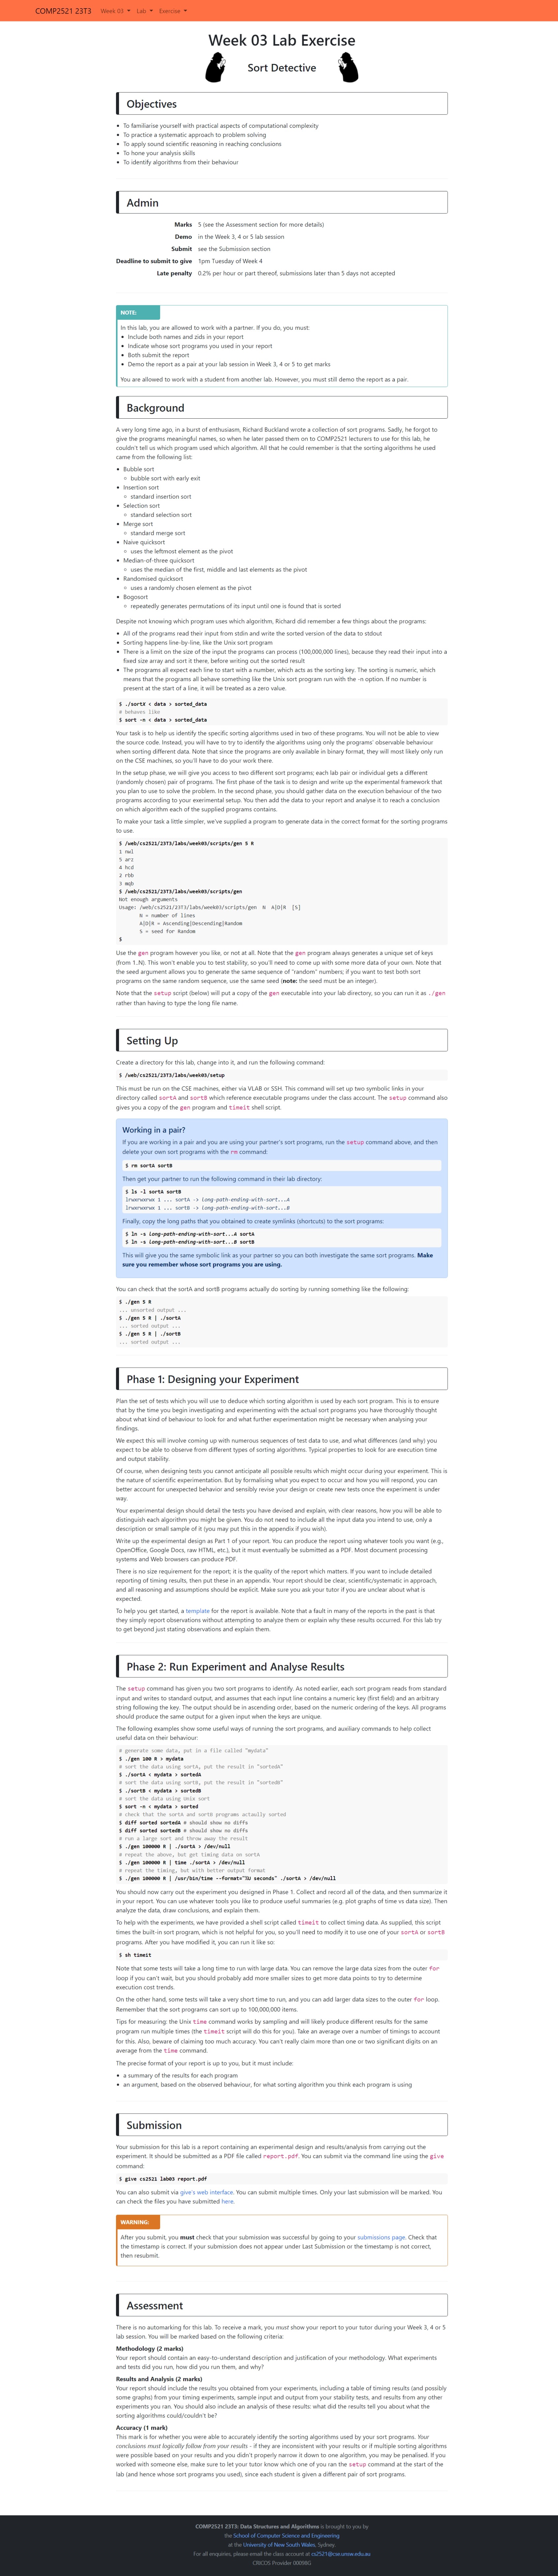 COMP2521 23T3 Week 03 Lab Exercise
Week 03 Lab Exercise
Sort Detective
Objectives
To familiarise yourself with practical aspects of computational complexity
To practice a systematic approach to problem solving
To apply sound scientific reasoning in reaching conclusions
To hone your analysis skills
To identify algorithms from their behaviour
Admin
Marks 5 (see the Assessment section for more details)
Demo in the Week 3, 4 or 5 lab session
Submit see the Submission section
Deadline to submit to give 1pm Tuesday of Week 4
Late penalty 0.2% per hour or part thereof, submissions later than 5 days not accepted
NOTE:
In this lab, you are allowed to work with a partner. If you do, you must:
Include both names and zids in your report
Indicate whose sort programs you used in your report
Both submit the report
Demo the report as a pair at your lab session in Week 3, 4 or 5 to get marks
You are allowed to work with a student from another lab. However, you must still demo the report as a pair.
Background
A very long time ago, in a burst of enthusiasm, Richard Buckland wrote a collection of sort programs. Sadly, he forgot to
give the programs meaningful names, so when he later passed them on to COMP2521 lectures to use for this lab, he
couldn't tell us which program used which algorithm. All that he could remember is that the sorting algorithms he used
came from the following list:
Bubble sort
bubble sort with early exit
Insertion sort
standard insertion sort
Selection sort
standard selection sort
Merge sort
standard merge sort
Naive quicksort
uses the leftmost element as the pivot
Median-of-three quicksort
uses the median of the first, middle and last elements as the pivot
Randomised quicksort
uses a randomly chosen element as the pivot
Bogosort
repeatedly generates permutations of its input until one is found that is sorted
Despite not knowing which program uses which algorithm, Richard did remember a few things about the programs:
All of the programs read their input from stdin and write the sorted version of the data to stdout
Sorting happens line-by-line, like the Unix sort program
There is a limit on the size of the input the programs can process (100,000,000 lines), because they read their input into a
fixed size array and sort it there, before writing out the sorted result
The programs all expect each line to start with a number, which acts as the sorting key. The sorting is numeric, which
means that the programs all behave something like the Unix sort program run with the -n option. If no number is
present at the start of a line, it will be treated as a zero value.
$ ./sortX < data > sorted_data
# behaves like
$ sort -n < data > sorted_data
Your task is to help us identify the specific sorting algorithms used in two of these programs. You will not be able to view
the source code. Instead, you will have to try to identify the algorithms using only the programs' observable behaviour
when sorting different data. Note that since the programs are only available in binary format, they will most likely only run
on the CSE machines, so you'll have to do your work there.
In the setup phase, we will give you access to two different sort programs; each lab pair or individual gets a different
(randomly chosen) pair of programs. The first phase of the task is to design and write up the experimental framework that
you plan to use to solve the problem. In the second phase, you should gather data on the execution behaviour of the two
programs according to your experimental setup. You then add the data to your report and analyse it to reach a conclusion
on which algorithm each of the supplied programs contains.
To make your task a little simpler, we've supplied a program to generate data in the correct format for the sorting programs
to use.
$ /web/cs2521/23T3/labs/week03/scripts/gen 5 R
1 nwl
5 arz
4 hcd
2 rbb
3 mqb
$ /web/cs2521/23T3/labs/week03/scripts/gen
Not enough arguments
Usage: /web/cs2521/23T3/labs/week03/scripts/gen N A|D|R [S]
N = number of lines
A|D|R = Ascending|Descending|Random
S = seed for Random
$
Use the gen program however you like, or not at all. Note that the gen program always generates a unique set of keys
(from 1..N). This won't enable you to test stability, so you'll need to come up with some more data of your own. Note that
the seed argument allows you to generate the same sequence of "random" numbers; if you want to test both sort
programs on the same random sequence, use the same seed (note: the seed must be an integer).
Note that the setup script (below) will put a copy of the gen executable into your lab directory, so you can run it as ./gen
rather than having to type the long file name.
Setting Up
Create a directory for this lab, change into it, and run the following command:
$ /web/cs2521/23T3/labs/week03/setup
This must be run on the CSE machines, either via VLAB or SSH. This command will set up two symbolic links in your
directory called sortA and sortB which reference executable programs under the class account. The setup command also
gives you a copy of the gen program and timeit shell script.
Working in a pair?
If you are working in a pair and you are using your partner's sort programs, run the setup command above, and then
delete your own sort programs with the rm command:
$ rm sortA sortB
Then get your partner to run the following command in their lab directory:
$ ls -l sortA sortB
lrwxrwxrwx 1 ... sortA -> long-path-ending-with-sort...A
lrwxrwxrwx 1 ... sortB -> long-path-ending-with-sort...B
Finally, copy the long paths that you obtained to create symlinks (shortcuts) to the sort programs:
$ ln -s long-path-ending-with-sort...A sortA
$ ln -s long-path-ending-with-sort...B sortB
This will give you the same symbolic link as your partner so you can both investigate the same sort programs. Make
sure you remember whose sort programs you are using.
You can check that the sortA and sortB programs actually do sorting by running something like the following:
$ ./gen 5 R
... unsorted output ...
$ ./gen 5 R | ./sortA
... sorted output ...
$ ./gen 5 R | ./sortB
... sorted output ...
Phase 1: Designing your Experiment
Plan the set of tests which you will use to deduce which sorting algorithm is used by each sort program. This is to ensure
that by the time you begin investigating and experimenting with the actual sort programs you have thoroughly thought
about what kind of behaviour to look for and what further experimentation might be necessary when analysing your
findings.
We expect this will involve coming up with numerous sequences of test data to use, and what differences (and why) you
expect to be able to observe from different types of sorting algorithms. Typical properties to look for are execution time
and output stability.
Of course, when designing tests you cannot anticipate all possible results which might occur during your experiment. This is
the nature of scientific experimentation. But by formalising what you expect to occur and how you will respond, you can
better account for unexpected behaviour and sensibly revise your design or create new tests once the experiment is under
way.
Your experimental design should detail the tests you have devised and explain, with clear reasons, how you will be able to
distinguish each algorithm you might be given. You do not need to include all the input data you intend to use, only a
description or small sample of it (you may put this in the appendix if you wish).
Write up the experimental design as Part 1 of your report. You can produce the report using whatever tools you want (e.g.,
OpenOffice, Google Docs, raw HTML, etc.), but it must eventually be submitted as a PDF. Most document processing
systems and Web browsers can produce PDF.
There is no size requirement for the report; it is the quality of the report which matters. If you want to include detailed
reporting of timing results, then put these in an appendix. Your report should be clear, scientific/systematic in approach,
and all reasoning and assumptions should be explicit. Make sure you ask your tutor if you are unclear about what is
expected.
To help you get started, a template for the report is available. Note that a fault in many of the reports in the past is that
they simply report observations without attempting to analyze them or explain why these results occurred. For this lab try
to get beyond just stating observations and explain them.
Phase 2: Run Experiment and Analyse Results
The setup command has given you two sort programs to identify. As noted earlier, each sort program reads from standard
input and writes to standard output, and assumes that each input line contains a numeric key (first field) and an arbitrary
string following the key. The output should be in ascending order, based on the numeric ordering of the keys. All programs
should produce the same output for a given input when the keys are unique.
The following examples show some useful ways of running the sort programs, and auxiliary commands to help collect
useful data on their behaviour:
# generate some data, put in a file called "mydata"
$ ./gen 100 R > mydata
# sort the data using sortA, put the result in "sortedA"
$ ./sortA < mydata > sortedA
# sort the data using sortB, put the result in "sortedB"
$ ./sortB < mydata > sortedB
# sort the data using Unix sort
$ sort -n < mydata > sorted
# check that the sortA and sortB programs actually sorted
$ diff sorted sortedA # should show no diffs
$ diff sorted sortedB # should show no diffs
# run a large sort and throw away the result
$ ./gen 100000 R | ./sortA > /dev/null
# repeat the above, but get timing data on sortA
$ ./gen 100000 R | time ./sortA > /dev/null
# repeat the timing, but with better output format
$ ./gen 100000 R | /usr/bin/time --format="%U seconds" ./sortA > /dev/null
You should now carry out the experiment you designed in Phase 1. Collect and record all of the data, and then summarize it
in your report. You can use whatever tools you like to produce useful summaries (e.g. plot graphs of time vs data size). Then
analyze the data, draw conclusions, and explain them.
To help with the experiments, we have provided a shell script called timeit to collect timing data. As supplied, this script
times the built-in sort program, which is not helpful for you, so you'll need to modify it to use one of your sortA or sortB
programs. After you have modified it, you can run it like so:
$ sh timeit
Note that some tests will take a long time to run with large data. You can remove the large data sizes from the outer for
loop if you can't wait, but you should probably add more smaller sizes to get more data points to try to determine
execution cost trends.
On the other hand, some tests will take a very short time to run, and you can add larger data sizes to the outer for loop.
Remember that the sort programs can sort up to 100,000,000 items.
Tips for measuring: the Unix time command works by sampling and will likely produce different results for the same
program run multiple times (the timeit script will do this for you). Take an average over a number of timings to account
for this. Also, beware of claiming too much accuracy. You can't really claim more than one or two significant digits on an
average from the time command.
The precise format of your report is up to you, but it must include:
a summary of the results for each program
an argument, based on the observed behaviour, for what sorting algorithm you think each program is using
Submission
Your submission for this lab is a report containing an experimental design and results/analysis from carrying out the
experiment. It should be submitted as a PDF file called report.pdf. You can submit via the command line using the give
command:
$ give cs2521 lab03 report.pdf
You can also submit via give's web interface. You can submit multiple times. Only your last submission will be marked. You
can check the files you have submitted here.
WARNING:
After you submit, you must check that your submission was successful by going to your submissions page. Check that
the timestamp is correct. If your submission does not appear under Last Submission or the timestamp is not correct,
then resubmit.
Assessment
There is no automarking for this lab. To receive a mark, you must show your report to your tutor during your Week 3, 4 or 5
lab session. You will be marked based on the following criteria:
Methodology (2 marks)
Your report should contain an easy-to-understand description and justification of your methodology. What experiments
and tests did you run, how did you run them, and why?
Results and Analysis (2 marks)
Your report should include the results you obtained from your experiments, including a table of timing results (and possibly
some graphs) from your timing experiments, sample input and output from your stability tests, and results from any other
experiments you ran. You should also include an analysis of these results: what did the results tell you about what the
sorting algorithms could/couldn't be?
Accuracy (1 mark)
This mark is for whether you were able to accurately identify the sorting algorithms used by your sort programs. Your
conclusions must logically follow from your results - if they are inconsistent with your results or if multiple sorting algorithms
were possible based on your results and you didn't properly narrow it down to one algorithm, you may be penalised. If you
worked with someone else, make sure to let your tutor know which one of you ran the setup command at the start of the
lab (and hence whose sort programs you used), since each student is given a different pair of sort programs.
COMP2521 23T3: Data Structures and Algorithms is brought to you by
the School of Computer Science and Engineering
at the University of New South Wales, Sydney.
For all enquiries, please email the class account at cs2521@cse.unsw.edu.au
CRICOS Provider 00098G